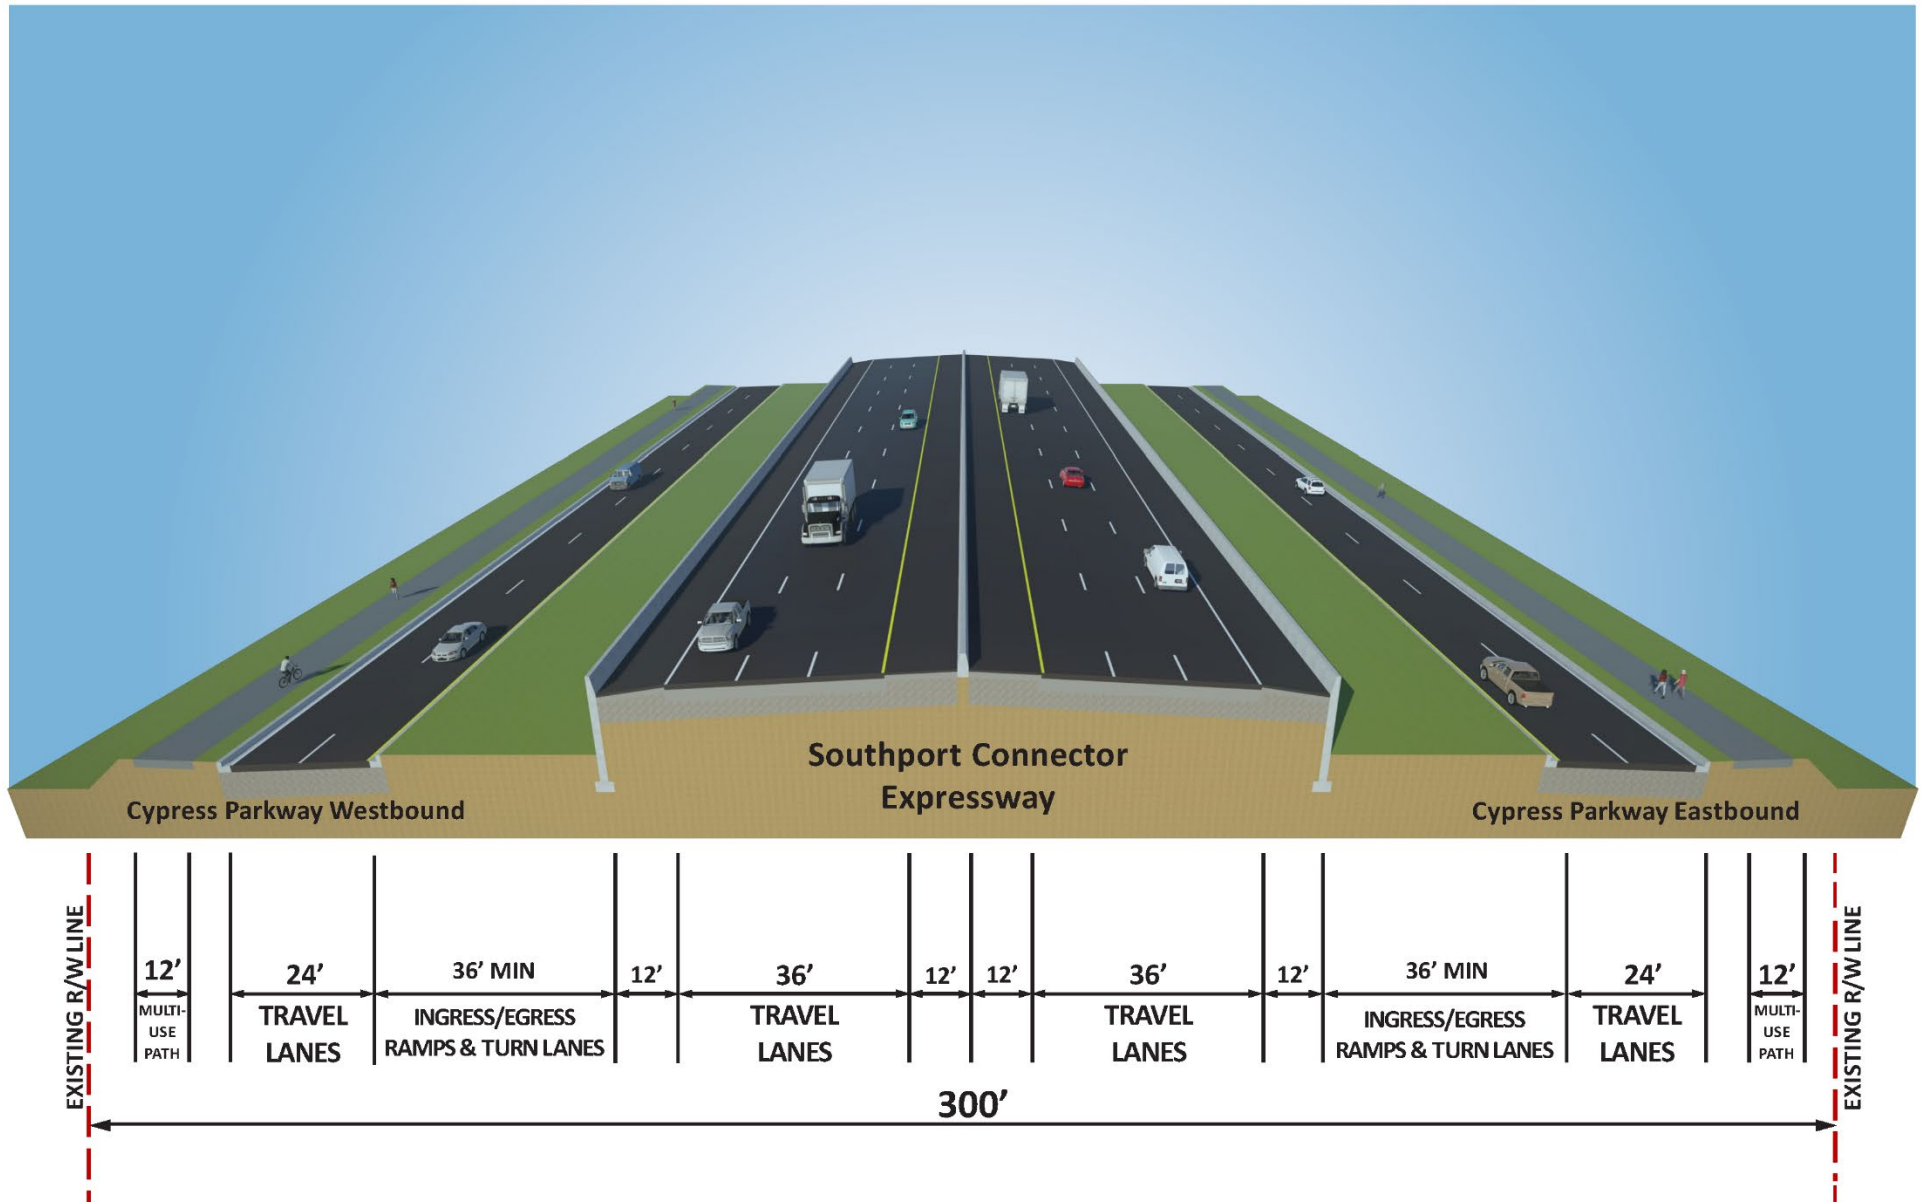 Southport Connector
Expressway
Cypress Parkway Westbound
Cypress Parkway Eastbound
EXISTING R/W LINE
12’
MULTI-
USE
PATH
24’
TRAVEL
LANES
36’ MIN
INGRESS/EGRESS
RAMPS & TURN LANES
12’
36’
TRAVEL
LANES
12’
12’
36’
TRAVEL
LANES
12’
36’ MIN
INGRESS/EGRESS
RAMPS & TURN LANES
24’
TRAVEL
LANES
12’
MULTI-
USE
PATH
EXISTING R/W LINE
300’